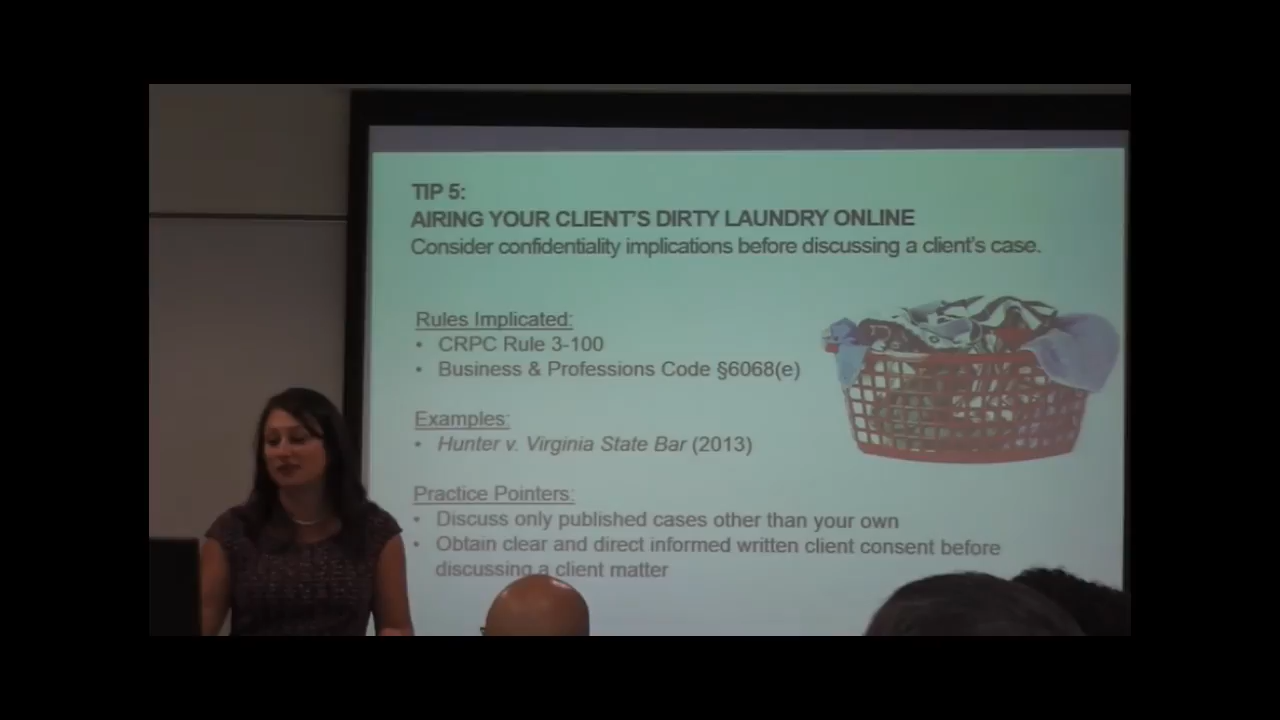 TIP 5:
AIRING YOUR CLIENT'S DIRTY LAUNDRY ONLINE
Consider confidentiality implications before discussing a client's case.
Rules Implicated:
• CRPC Rule 3-100
• Business & Professions Code §6068(e)
Examples:
• Hunter v. Virginia State Bar (2013)
Practice Pointers:
• Discuss only published cases other than your own
• Obtain clear and direct informed written client consent before
discussing a client matter